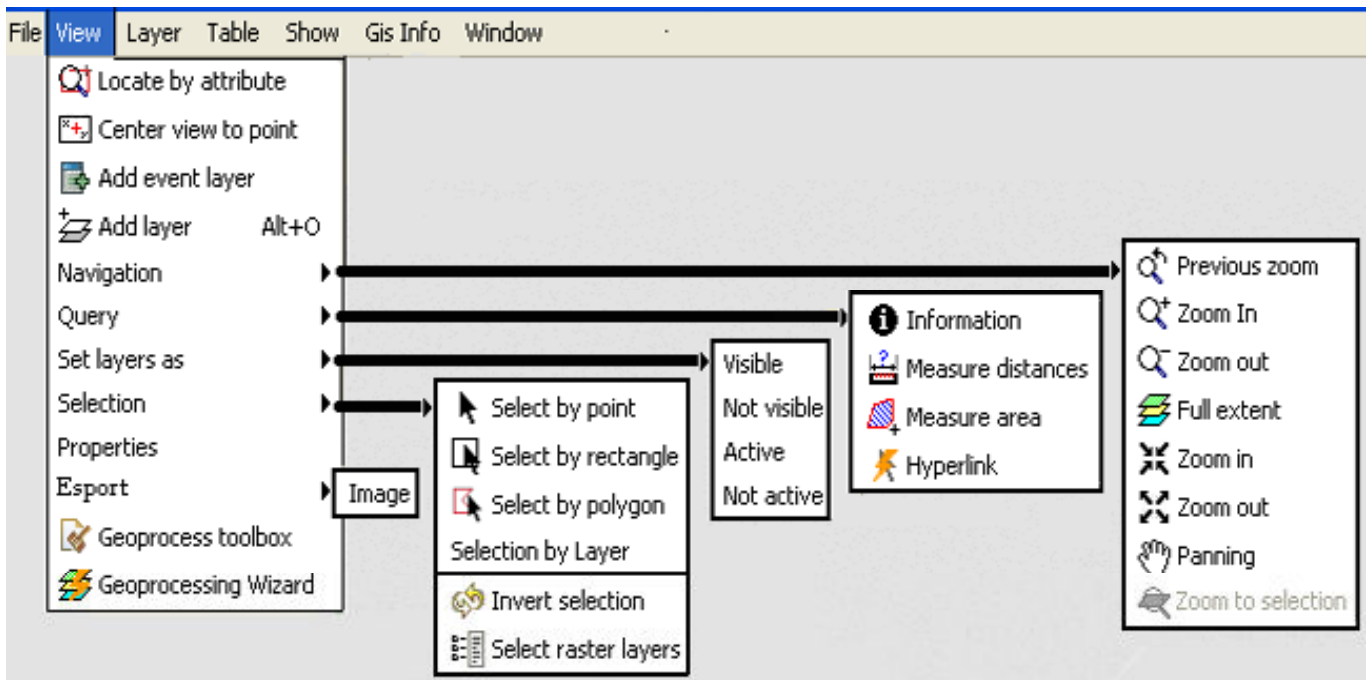 File View Layer Table Show Gis Info Window
Locate by attribute
Center view to point
Add event layer
Add layer Alt+O
Navigation
Query
Set layers as
Selection
Properties
Esport
Geoprocess toolbox
Geoprocessing Wizard
Image
Select by point
Select by rectangle
Select by polygon
Selection by Layer
Invert selection
Select raster layers
Visible
Not visible
Active
Not active
Information
Measure distances
Measure area
Hyperlink
Previous zoom
Zoom In
Zoom out
Full extent
Zoom in
Zoom out
Panning
Zoom to selection